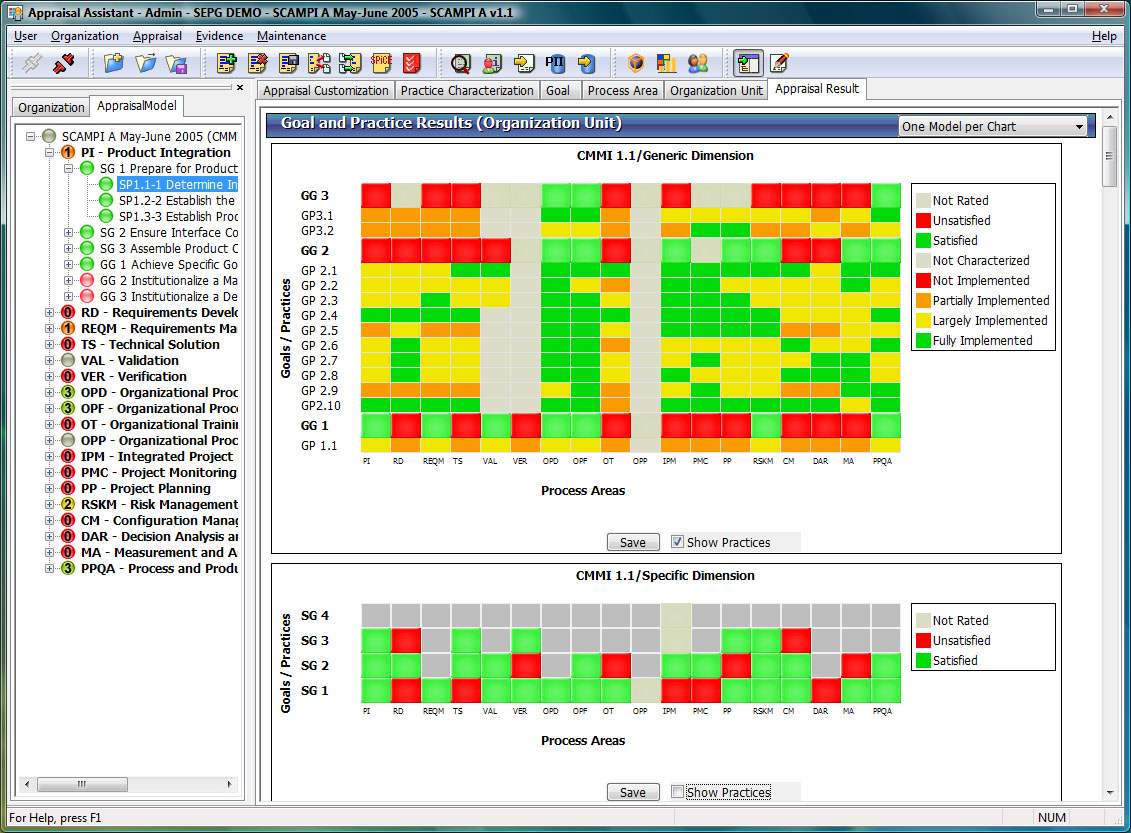 Appraisal Assistant - Admin - SEPG DEMO - SCAMPI A May-June 2005 - SCAMPI A v1.1
User Organization Appraisal Evidence Maintenance Help
SPiCE PII
Organization AppraisalModel
Appraisal Customization Practice Characterization Goal Process Area Organization Unit Appraisal Result
SCAMPI A May-June 2005 (CMM
1 PI - Product Integration
SG 1 Prepare for Product
SP1.1-1 Determine In
SP1.2-2 Establish the
SP1.3-3 Establish Proc
SG 2 Ensure Interface Co
SG 3 Assemble Product C
GG 1 Achieve Specific Go
GG 2 Institutionalize a Ma
GG 3 Institutionalize a De
0 RD - Requirements Develo
1 REQM - Requirements Ma
0 TS - Technical Solution
VAL - Validation
0 VER - Verification
3 OPD - Organizational Proc
3 OPF - Organizational Proce
0 OT - Organizational Trainin
OPP - Organizational Proc
0 IPM - Integrated Project
0 PMC - Project Monitoring
0 PP - Project Planning
2 RSKM - Risk Management
0 CM - Configuration Manag
0 DAR - Decision Analysis an
0 MA - Measurement and A
3 PPQA - Process and Produ
Goal and Practice Results (Organization Unit)
One Model per Chart
CMMI 1.1/Generic Dimension
Goals / Practices
GG 3
GP3.1
GP3.2
GG 2
GP 2.1
GP 2.2
GP 2.3
GP 2.4
GP 2.5
GP 2.6
GP 2.7
GP 2.8
GP 2.9
GP2.10
GG 1
GP 1.1
PI RD REQM TS VAL VER OPD OPF OT OPP IPM PMC PP RSKM CM DAR MA PPQA
Process Areas
Not Rated
Unsatisfied
Satisfied
Not Characterized
Not Implemented
Partially Implemented
Largely Implemented
Fully Implemented
Save Show Practices
CMMI 1.1/Specific Dimension
Goals / Practices
SG 4
SG 3
SG 2
SG 1
PI RD REQM TS VAL VER OPD OPF OT OPP IPM PMC PP RSKM CM DAR MA PPQA
Process Areas
Not Rated
Unsatisfied
Satisfied
Save Show Practices
For Help, press F1
NUM